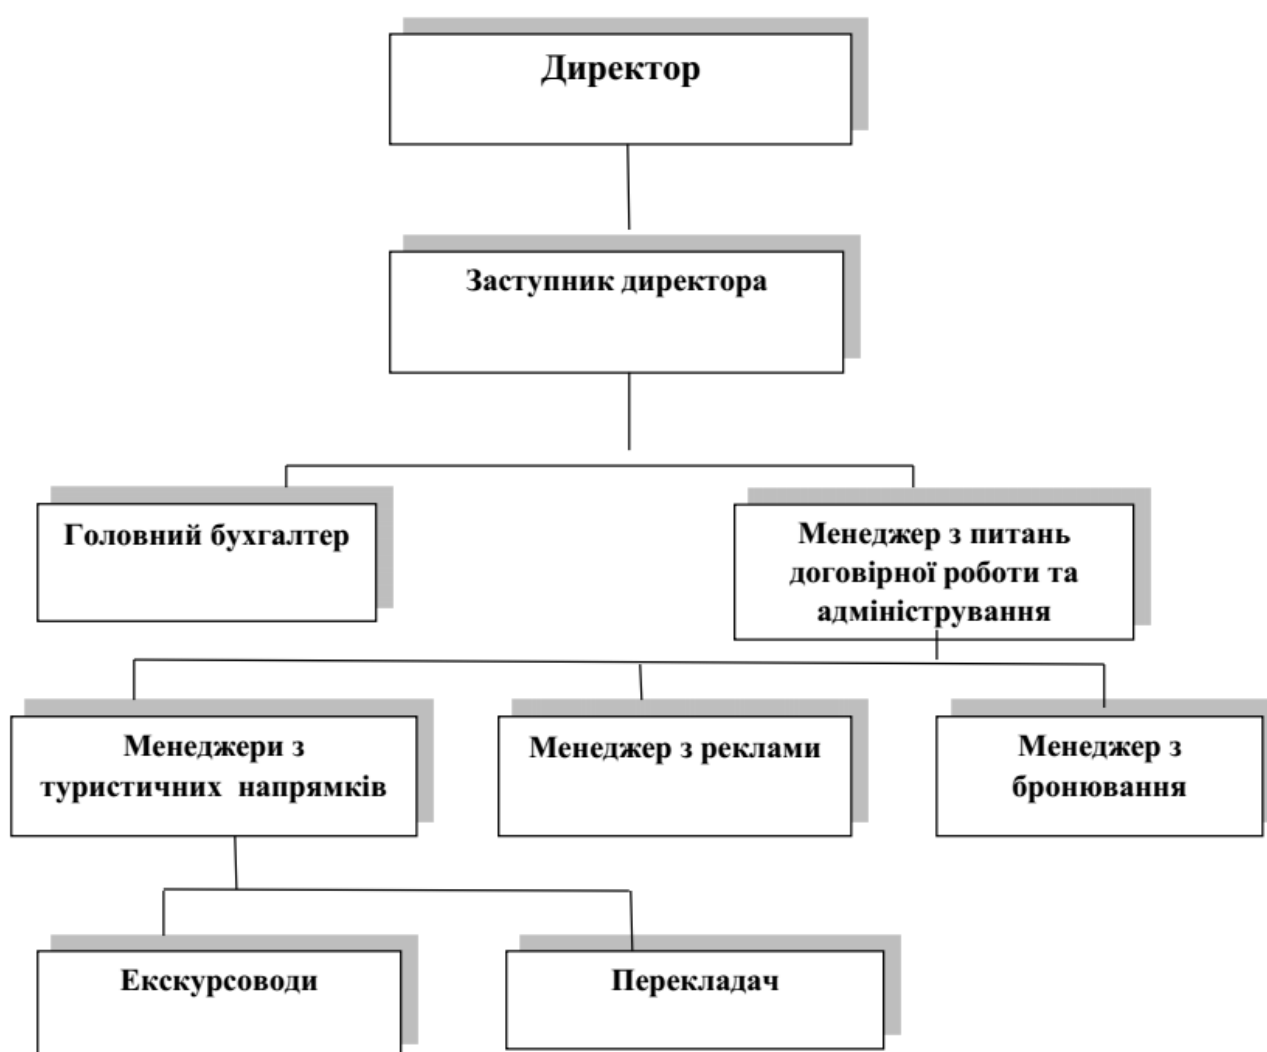 Директор
Заступник директора
Головний бухгалтер
Менеджер з питань
договірної роботи та
адміністрування
Менеджери з
туристичних напрямків
Менеджер з реклами
Менеджер з
бронювання
Екскурсоводи
Перекладач